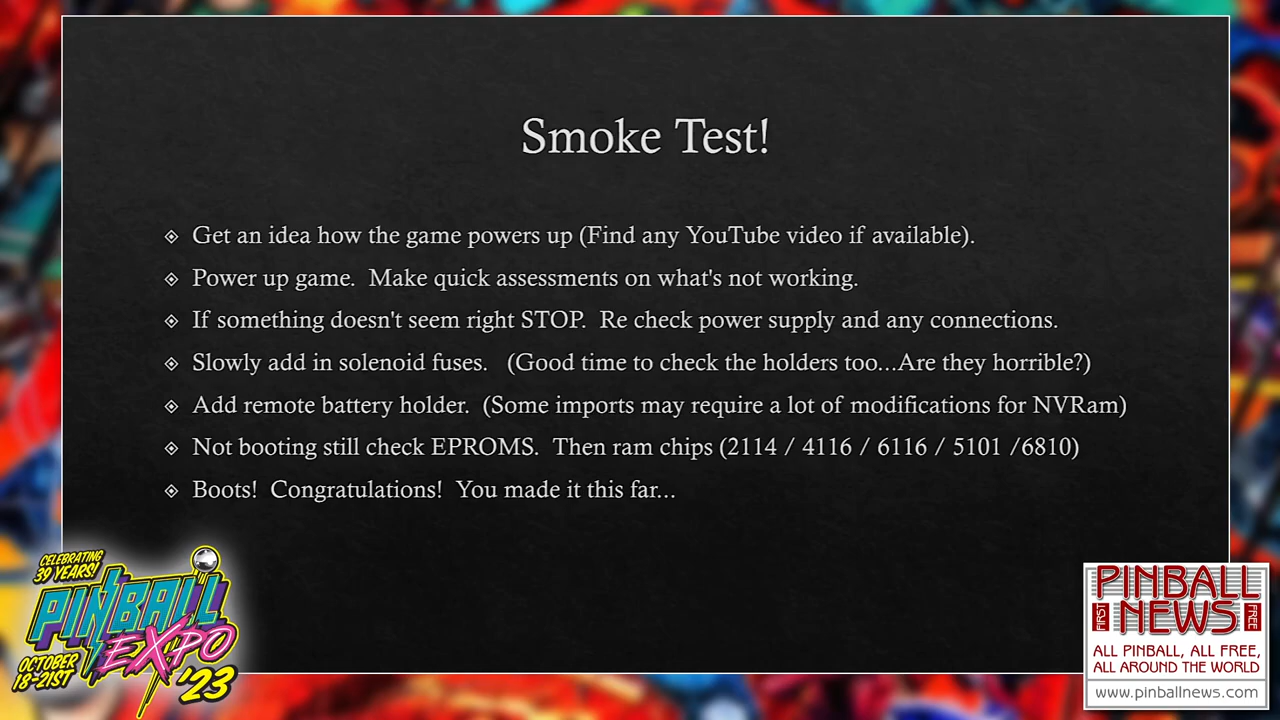 Smoke Test!
Get an idea how the game powers up (Find any YouTube video if available).
Power up game.  Make quick assessments on what's not working.
If something doesn't seem right STOP.  Re check power supply and any connections.
Slowly add in solenoid fuses.   (Good time to check the holders too...Are they horrible?)
Add remote battery holder.  (Some imports may require a lot of modifications for NVRam)
Not booting still check EPROMS.  Then ram chips (2114 / 4116 / 6116 / 5101 /6810)
Boots!  Congratulations!  You made it this far...
CELEBRATING
39 YEARS!
PINBALL
EXPO
OCTOBER
18-21ST
'23
PINBALL
FIRST NEWS FREE
ALL PINBALL, ALL FREE,
ALL AROUND THE WORLD
www.pinballnews.com